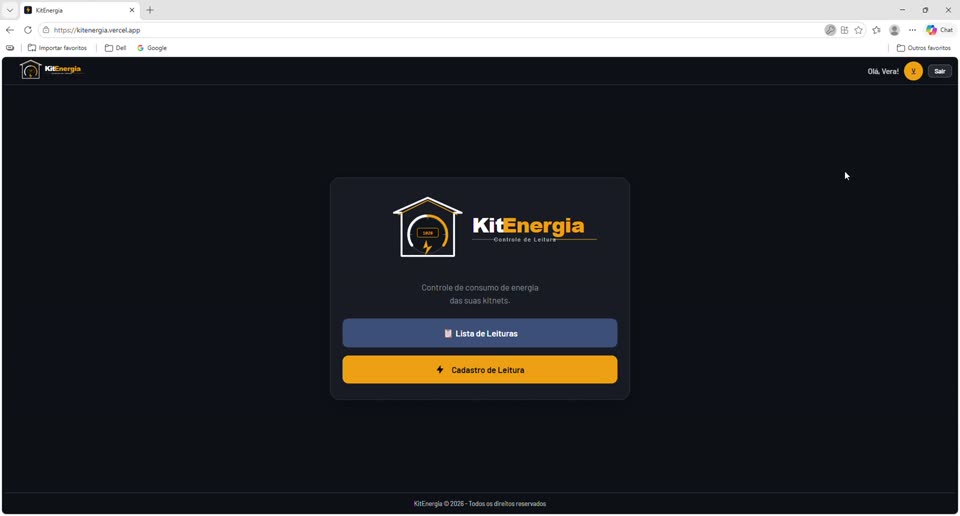 KitEnergia
https://kitenergia.vercel.app
Chat
Importar favoritos
Dell
Google
Outros favoritos
KitEnergia
Olá, Vera!
V
Sair
KitEnergia
Controle de Leitura
Controle de consumo de energia
das suas kitnets.
Lista de Leituras
Cadastro de Leitura
KitEnergia © 2026 - Todos os direitos reservados